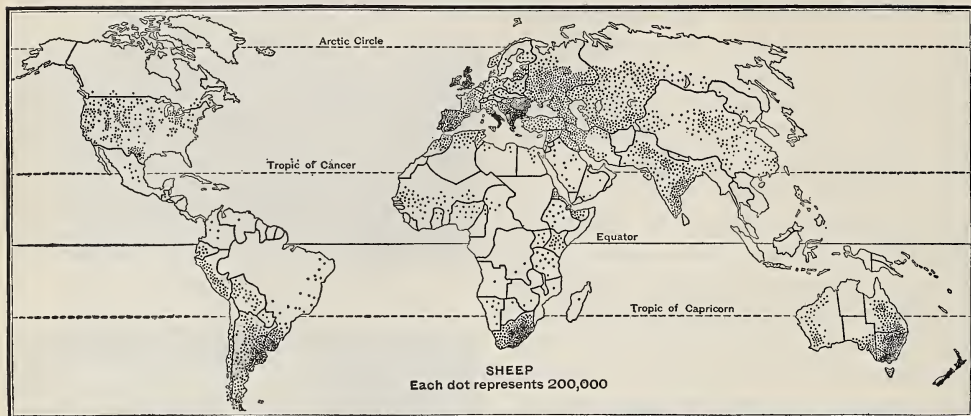 Arctic Circle
Tropic of Cancer
Equator
Tropic of Capricorn
SHEEP
Each dot represents 200,000